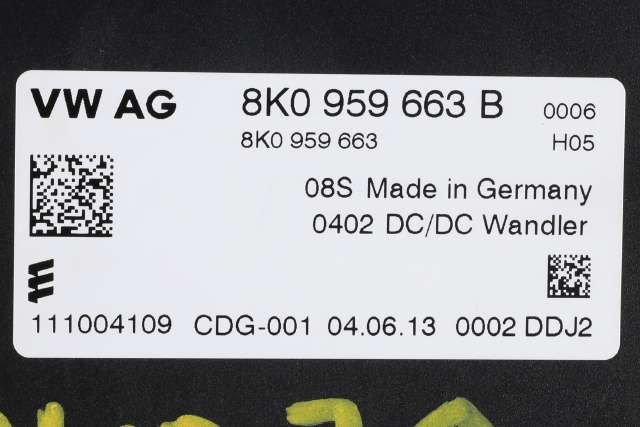 VW AG 8K0 959 663 B 0006
8K0 959 663 H05
08S Made in Germany
0402 DC/DC Wandler
111004109 CDG-001 04.06.13 0002 DDJ2